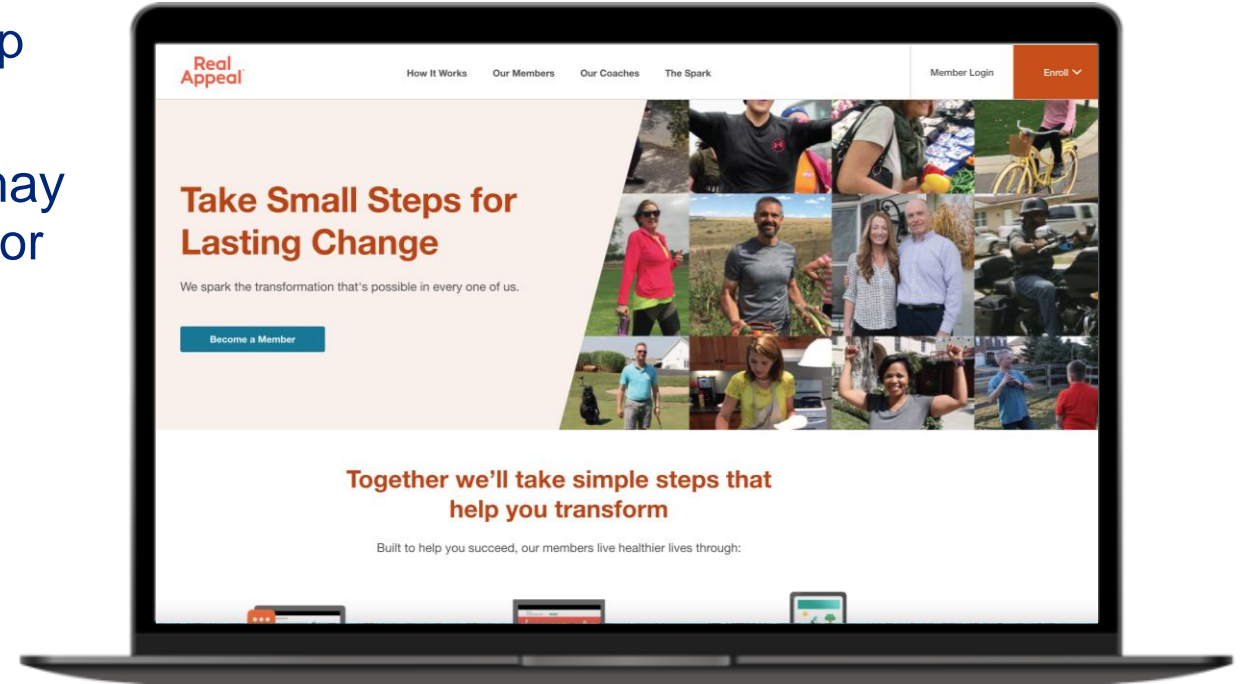 p
may
or
Real
Appeal
How It Works Our Members Our Coaches The Spark Member Login Enroll
Take Small Steps for
Lasting Change
We spark the transformation that's possible in every one of us.
Become a Member
Together we'll take simple steps that
help you transform
Built to help you succeed, our members live healthier lives through: